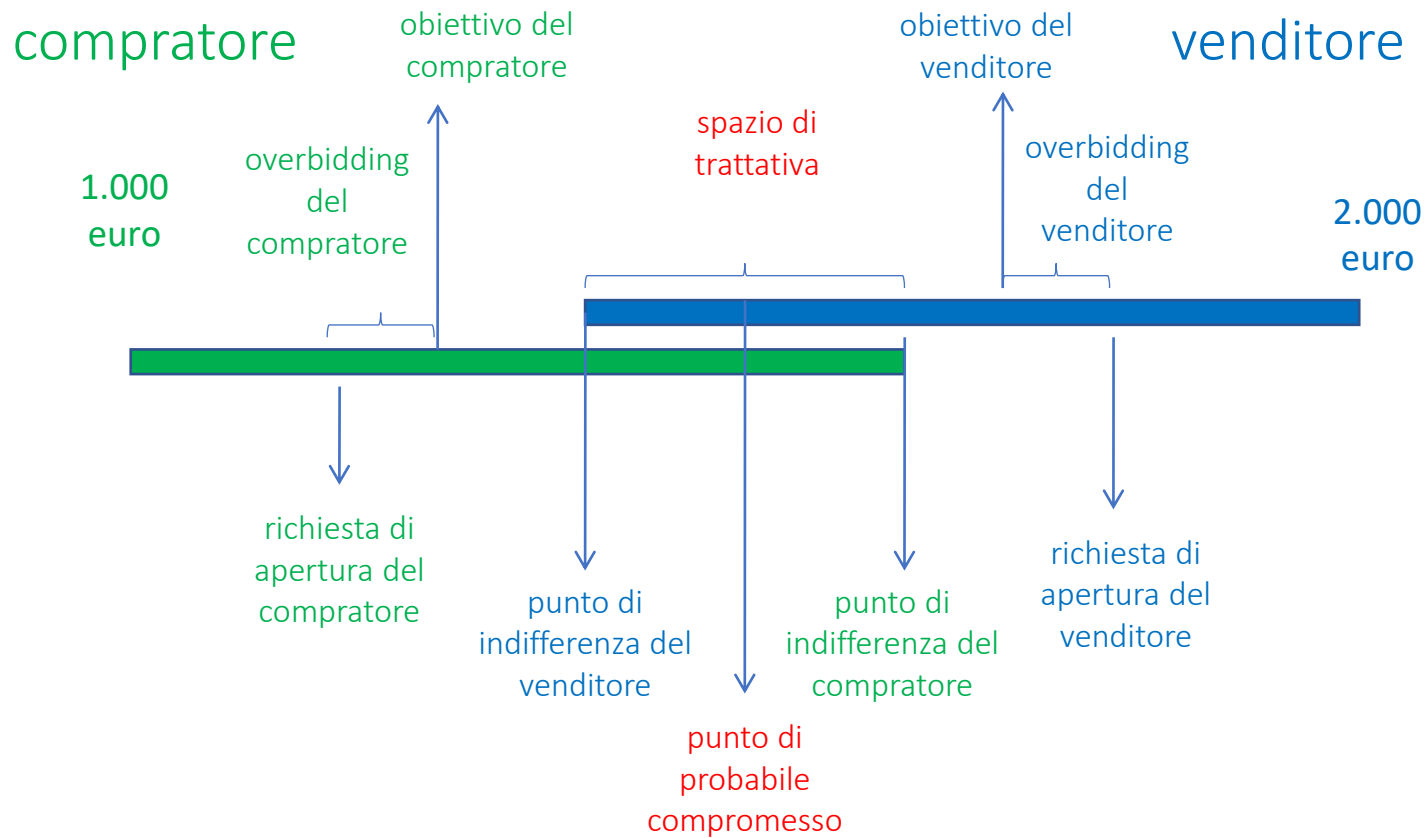 compratore
obiettivo del
compratore
obiettivo del
venditore
venditore
spazio di
trattativa
overbidding
del
compratore
overbidding
del
venditore
1.000
euro
2.000
euro
richiesta di
apertura del
compratore
punto di
indifferenza del
venditore
punto di
indifferenza del
compratore
richiesta di
apertura del
venditore
punto di
probabile
compromesso